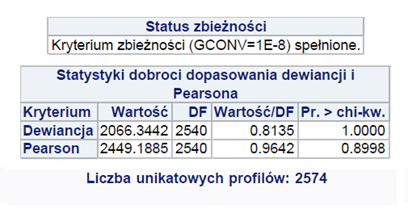 Status zbieżności
Kryterium zbieżności (GCONV=1E-8) spełnione.
Statystyki dobroci dopasowania dewiancji i
Pearsona
Kryterium Wartość DF Wartość/DF Pr. > chi-kw.
Dewiancja 2066.3442 2540 0.8135 1.0000
Pearson 2449.1885 2540 0.9642 0.8998
Liczba unikatowych profilów: 2574